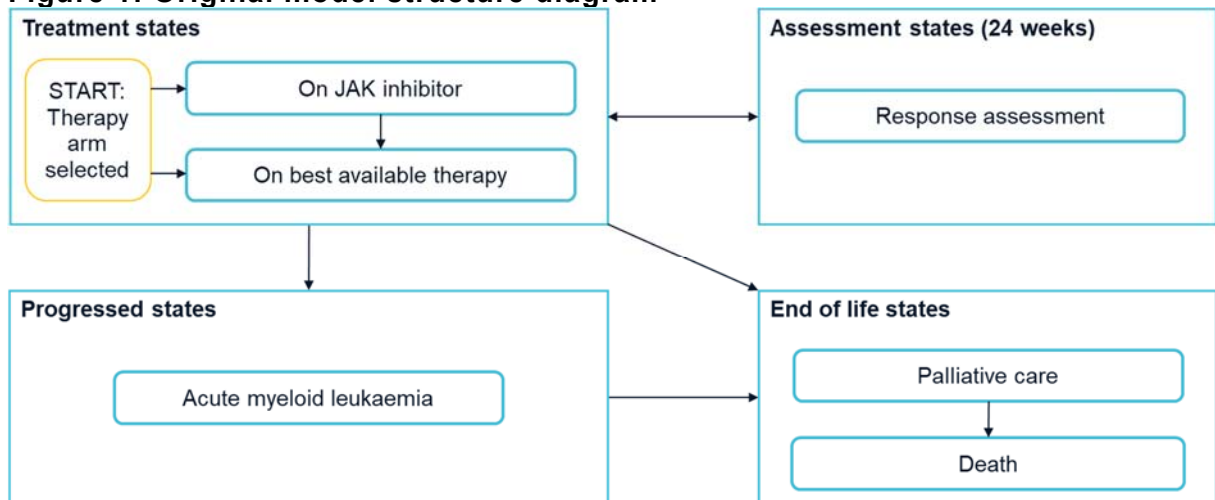 Figure 1: Original model structure diagram
Treatment states
START:
Therapy
arm
selected
On JAK inhibitor
On best available therapy
Assessment states (24 weeks)
Response assessment
Progressed states
Acute myeloid leukaemia
End of life states
Palliative care
Death